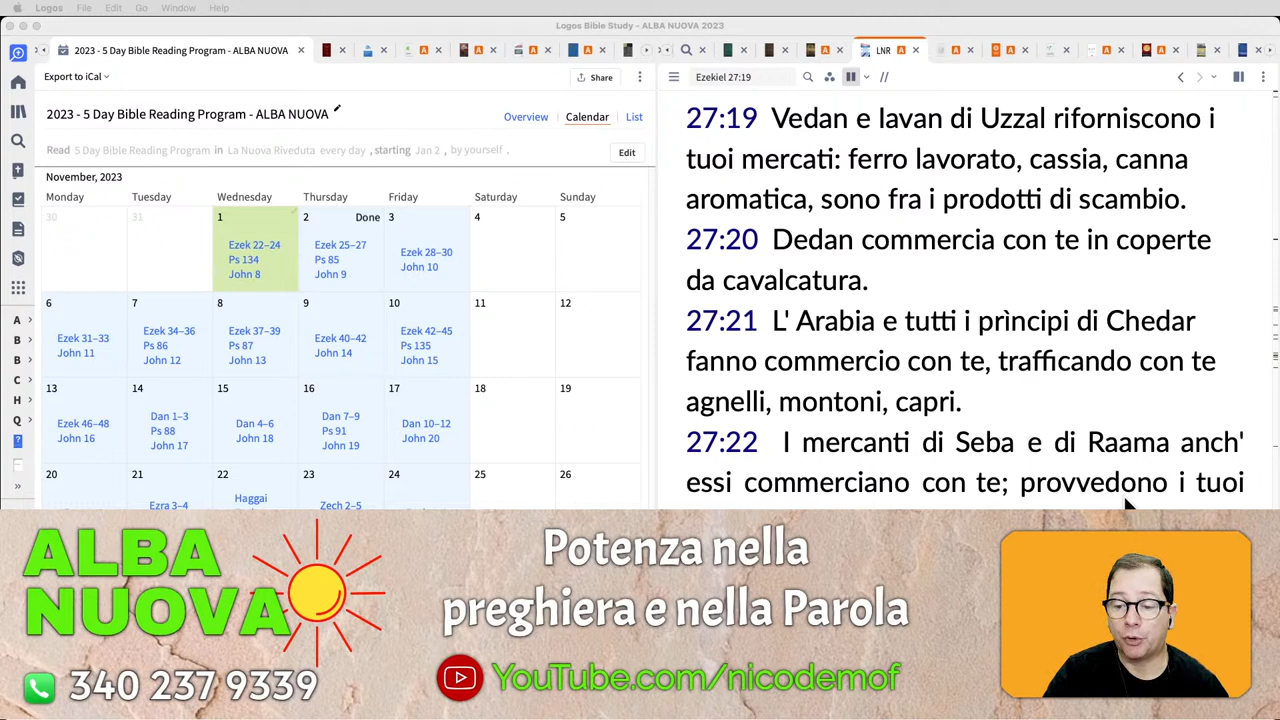 Logos File Edit Go Window Help
Logos Bible Study - ALBA NUOVA 2023
2023 - 5 Day Bible Reading Program - ALBA NUOVA
LNR
Export to iCal
Share
Ezekiel 27:19
2023 - 5 Day Bible Reading Program - ALBA NUOVA
Overview Calendar List
Read 5 Day Bible Reading Program in La Nuova Riveduta every day , starting Jan 2 , by yourself .
Edit
November, 2023
Monday Tuesday Wednesday Thursday Friday Saturday Sunday
30 31 1 2 Done 3 4 5
Ezek 22–24
Ps 134
John 8
Ezek 25–27
Ps 85
John 9
Ezek 28–30
John 10
6 7 8 9 10 11 12
Ezek 31–33
John 11
Ezek 34–36
Ps 86
John 12
Ezek 37–39
Ps 87
John 13
Ezek 40–42
John 14
Ezek 42–45
Ps 135
John 15
13 14 15 16 17 18 19
Ezek 46–48
John 16
Dan 1–3
Ps 88
John 17
Dan 4–6
John 18
Dan 7–9
Ps 91
John 19
Dan 10–12
John 20
20 21 22 23 24 25 26
Ezra 3–4
Haggai
Zech 2–5
A
B
B
C
H
Q
?
27:19 Vedan e Iavan di Uzzal riforniscono i
tuoi mercati: ferro lavorato, cassia, canna
aromatica, sono fra i prodotti di scambio.
27:20 Dedan commercia con te in coperte
da cavalcatura.
27:21 L' Arabia e tutti i prìncipi di Chedar
fanno commercio con te, trafficando con te
agnelli, montoni, capri.
27:22 I mercanti di Seba e di Raama anch'
essi commerciano con te; provvedono i tuoi
ALBA
NUOVA
340 237 9339
Potenza nella
preghiera e nella Parola
YouTube.com/nicodemof